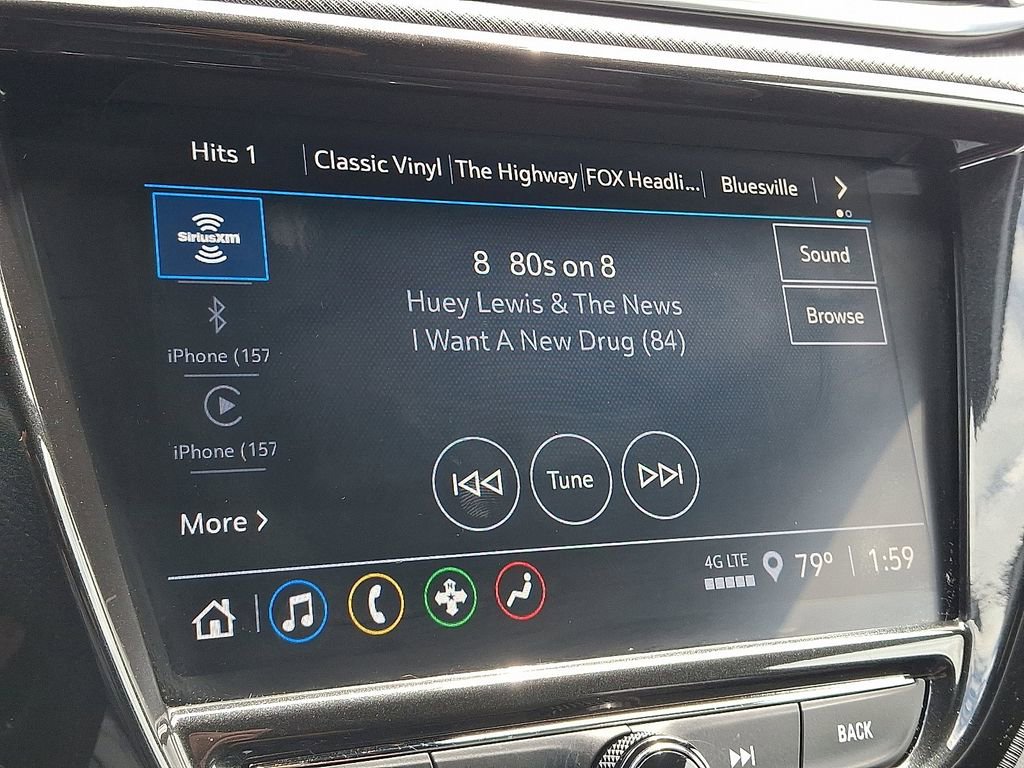 Hits 1
Classic Vinyl
The Highway
FOX Headli...
Bluesville
SiriusXM
Sound
8 80s on 8
Huey Lewis & The News
I Want A New Drug (84)
Browse
iPhone (157
iPhone (157
Tune
More
4G LTE
79°
1:59
BACK